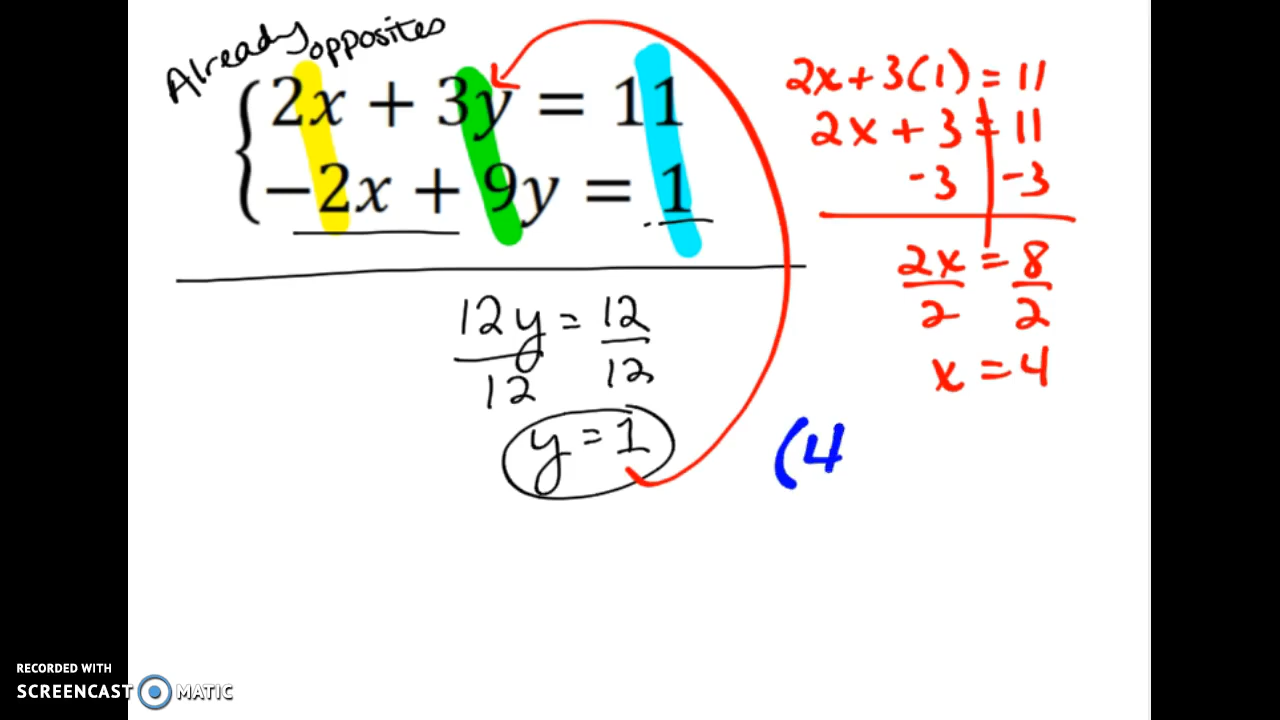 Already opposites
2x + 3y = 11
−2x + 9y = 1
12y = 12
12 12
y = 1
2x + 3(1) = 11
2x + 3 = 11
-3 -3
2x = 8
2 2
x = 4
(4
RECORDED WITH
SCREENCAST MATIC